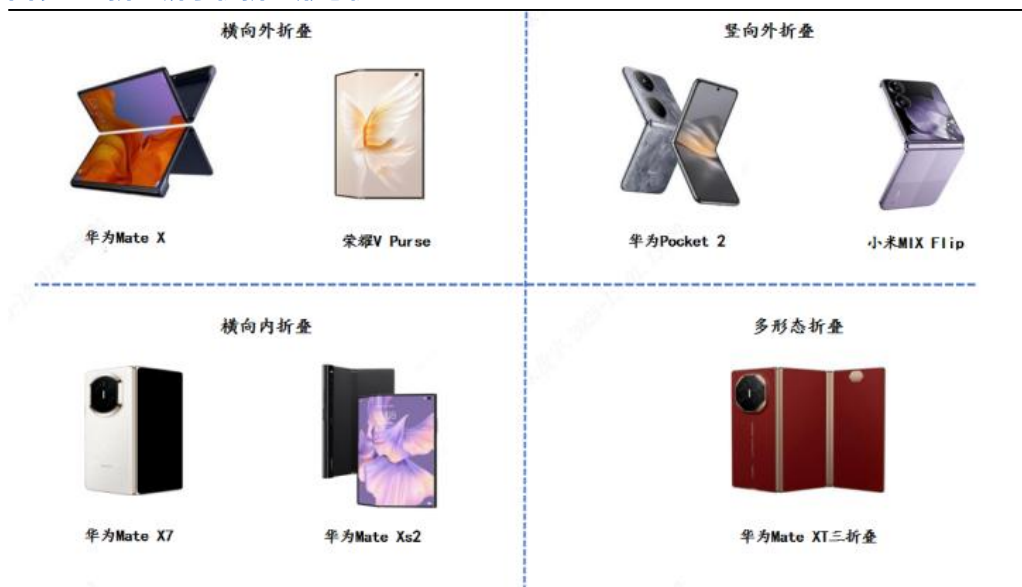 横向外折叠
竖向外折叠
华为Mate X
荣耀V Purse
华为Pocket 2
小米MIX Flip
横向内折叠
多形态折叠
华为Mate X7
华为Mate Xs2
华为Mate XT三折叠